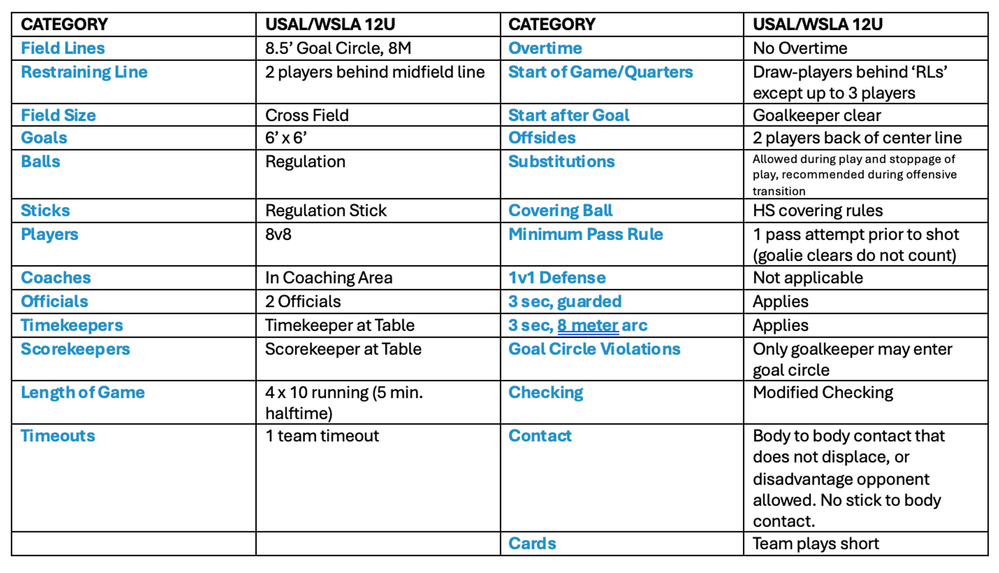 CATEGORY USAL/WSLA 12U CATEGORY USAL/WSLA 12U
Field Lines 8.5’ Goal Circle, 8M Overtime No Overtime
Restraining Line 2 players behind midfield line Start of Game/Quarters Draw-players behind ‘RLs’
except up to 3 players
Field Size Cross Field Start after Goal Goalkeeper clear
Goals 6’ x 6’ Offsides 2 players back of center line
Balls Regulation Substitutions Allowed during play and stoppage of
play, recommended during offensive
transition
Sticks Regulation Stick Covering Ball HS covering rules
Players 8v8 Minimum Pass Rule 1 pass attempt prior to shot
(goalie clears do not count)
Coaches In Coaching Area 1v1 Defense Not applicable
Officials 2 Officials 3 sec, guarded Applies
Timekeepers Timekeeper at Table 3 sec, 8 meter arc Applies
Scorekeepers Scorekeeper at Table Goal Circle Violations Only goalkeeper may enter
goal circle
Length of Game 4 x 10 running (5 min. Checking Modified Checking
halftime)
Timeouts 1 team timeout Contact Body to body contact that
does not displace, or
disadvantage opponent
allowed. No stick to body
contact.
Cards Team plays short